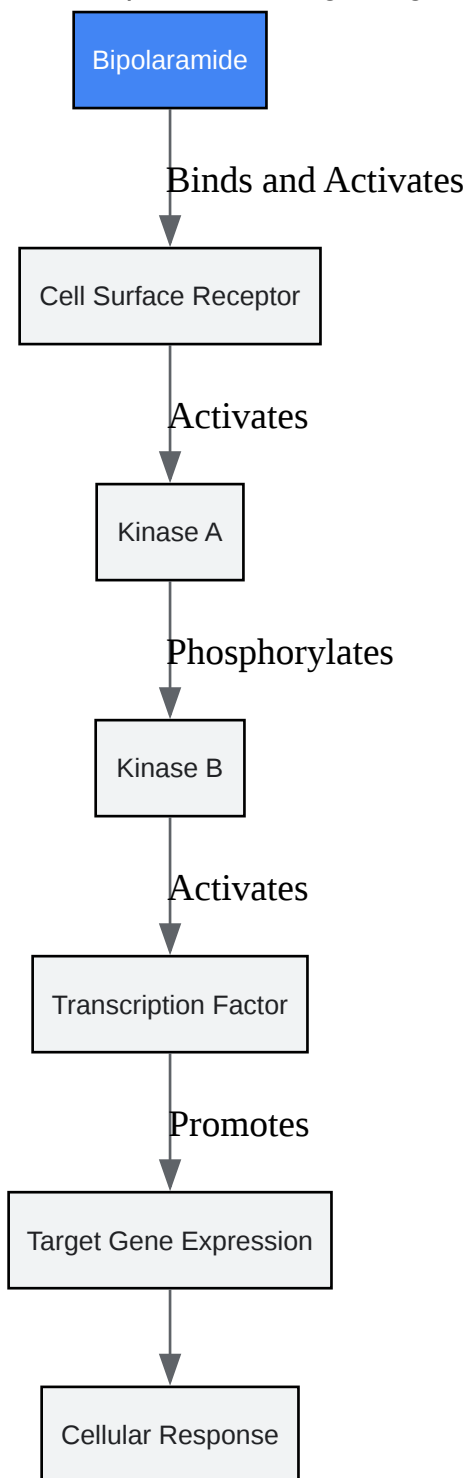 Bipolaramide
Binds and Activates
Cell Surface Receptor
Activates
Kinase A
Phosphorylates
Kinase B
Activates
Transcription Factor
Promotes
Target Gene Expression
Cellular Response